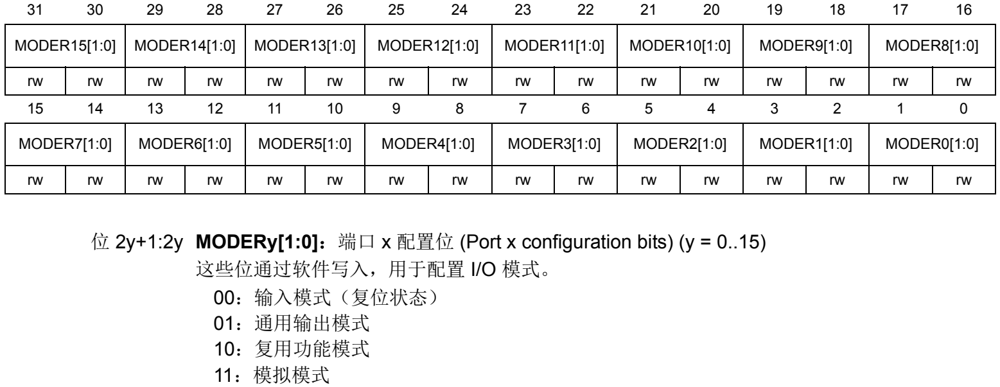 31 30 29 28 27 26 25 24 23 22 21 20 19 18 17 16
MODER15[1:0] MODER14[1:0] MODER13[1:0] MODER12[1:0] MODER11[1:0] MODER10[1:0] MODER9[1:0] MODER8[1:0]
rw rw rw rw rw rw rw rw rw rw rw rw rw rw rw rw
15 14 13 12 11 10 9 8 7 6 5 4 3 2 1 0
MODER7[1:0] MODER6[1:0] MODER5[1:0] MODER4[1:0] MODER3[1:0] MODER2[1:0] MODER1[1:0] MODER0[1:0]
rw rw rw rw rw rw rw rw rw rw rw rw rw rw rw rw
位 2y+1:2y MODERy[1:0]：端口 x 配置位 (Port x configuration bits) (y = 0..15)
这些位通过软件写入，用于配置 I/O 模式。
00：输入模式（复位状态）
01：通用输出模式
10：复用功能模式
11：模拟模式